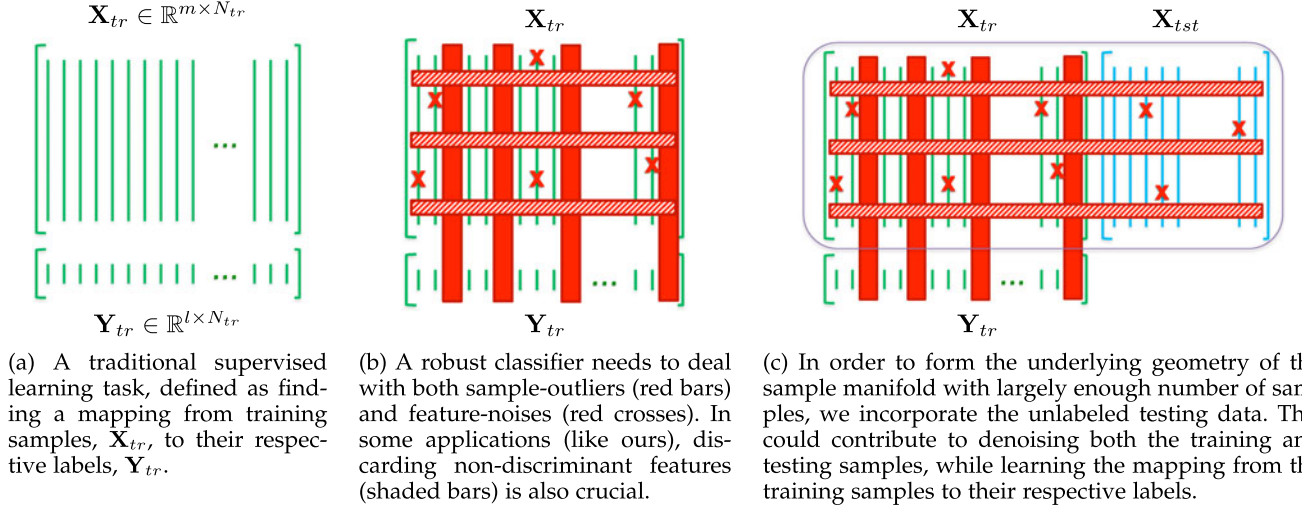 X_tr ∈ ℝ^{m×N_tr}
...
...
Y_tr ∈ ℝ^{l×N_tr}
(a) A traditional supervised
learning task, defined as find-
ing a mapping from training
samples, X_tr, to their respec-
tive labels, Y_tr.
X_tr
...
Y_tr
(b) A robust classifier needs to deal
with both sample-outliers (red bars)
and feature-noises (red crosses). In
some applications (like ours), dis-
carding non-discriminant features
(shaded bars) is also crucial.
X_tr X_tst
...
Y_tr
(c) In order to form the underlying geometry of th
sample manifold with largely enough number of sam
ples, we incorporate the unlabeled testing data. Th
could contribute to denoising both the training an
testing samples, while learning the mapping from th
training samples to their respective labels.